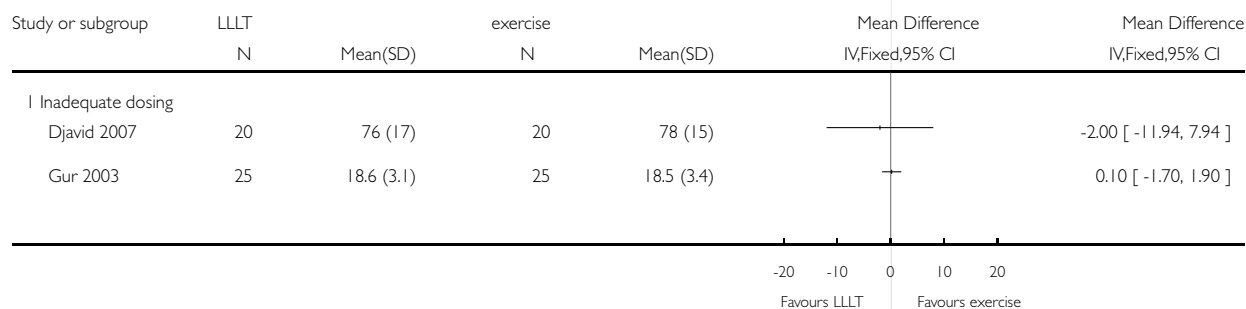 Study or subgroup LLLT exercise Mean Difference Mean Difference
N Mean(SD) N Mean(SD) IV,Fixed,95% CI IV,Fixed,95% CI
1 Inadequate dosing
Djavid 2007 20 76 (17) 20 78 (15) -2.00 [ -11.94, 7.94 ]
Gur 2003 25 18.6 (3.1) 25 18.5 (3.4) 0.10 [ -1.70, 1.90 ]
-20 -10 0 10 20
Favours LLLT Favours exercise